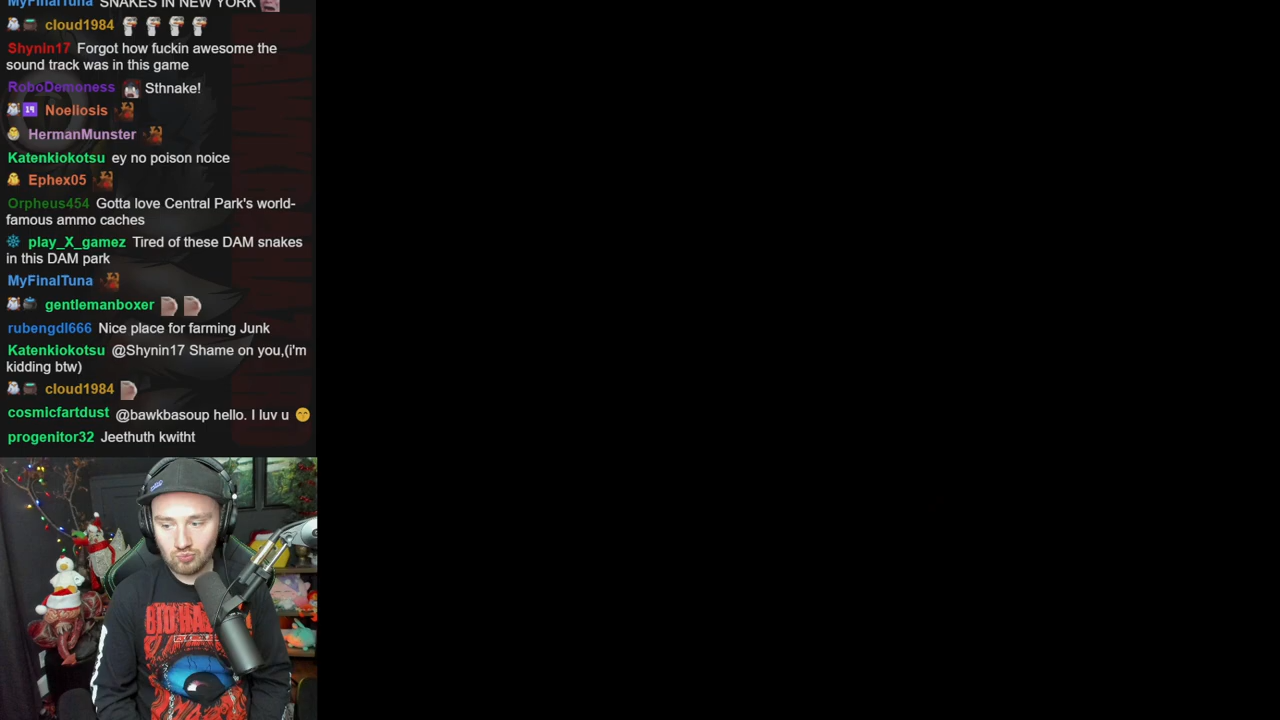 MyFinalTuna SNAKES IN NEW YORK
cloud1984
Shynin17 Forgot how fuckin awesome the
sound track was in this game
RoboDemoness Sthnake!
19 Noeliosis
HermanMunster
Katenkiokotsu ey no poison noice
Ephex05
Orpheus454 Gotta love Central Park's world-
famous ammo caches
play_X_gamez Tired of these DAM snakes
in this DAM park
MyFinalTuna
gentlemanboxer
rubengdl666 Nice place for farming Junk
Katenkiokotsu @Shynin17 Shame on you,(i'm
kidding btw)
cloud1984
cosmicfartdust @bawkbasoup hello. I luv u
progenitor32 Jeethuth kwitht